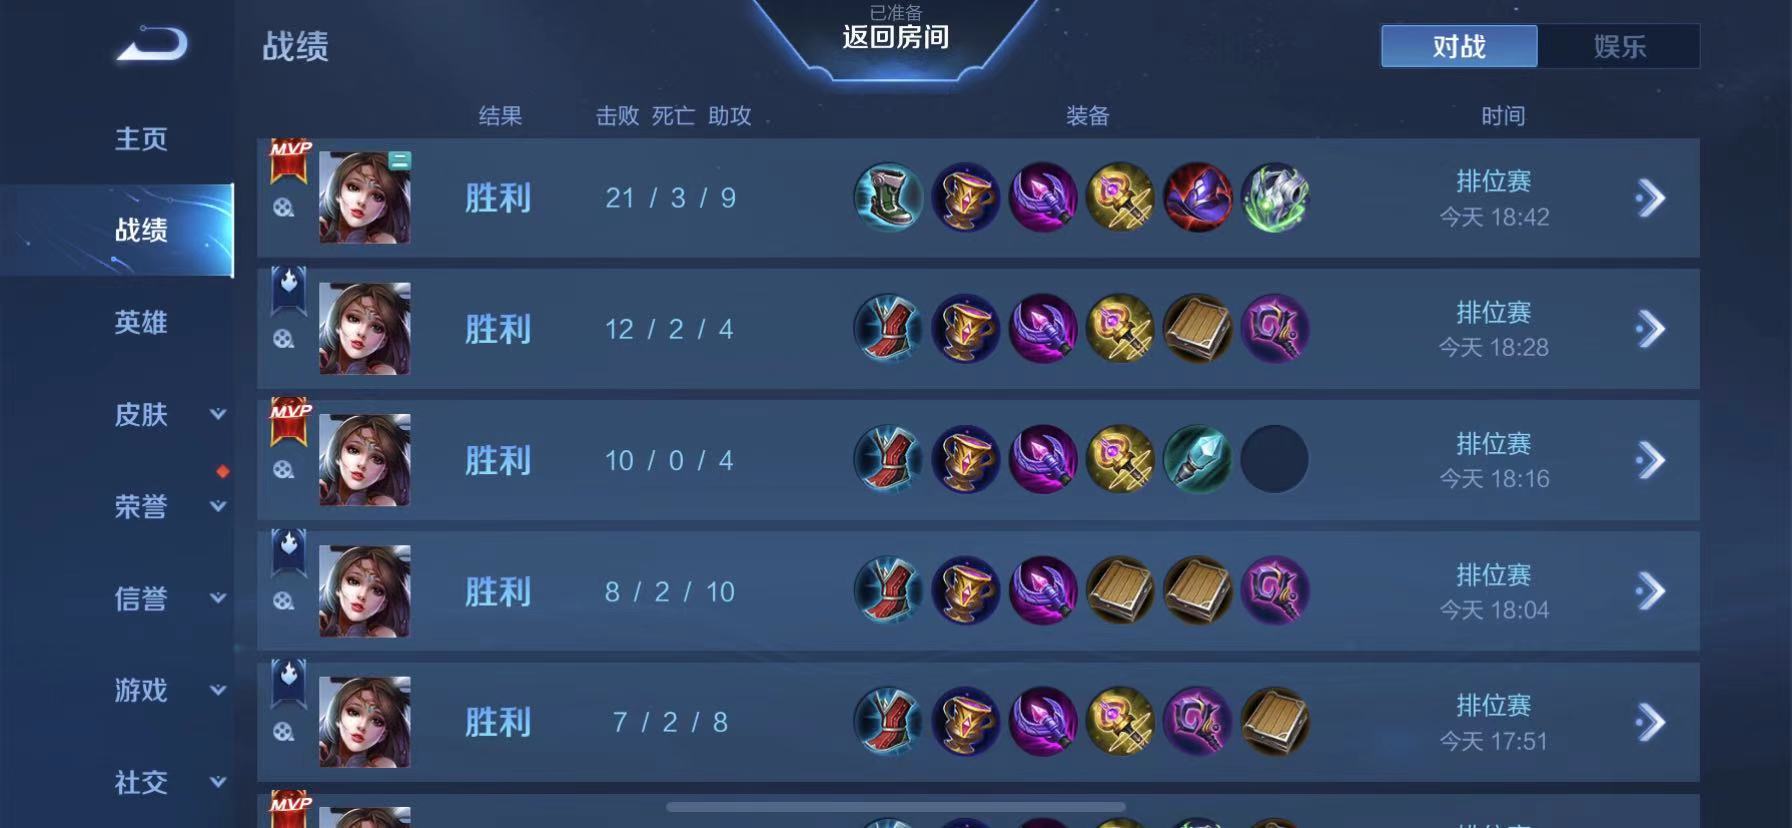 已准备
返回房间
战绩
对战
娱乐
结果
击败 死亡 助攻
装备
时间
主页
战绩
英雄
皮肤
荣誉
信誉
游戏
社交
MVP
二
胜利
21 / 3 / 9
排位赛
今天 18:42
胜利
12 / 2 / 4
排位赛
今天 18:28
MVP
胜利
10 / 0 / 4
排位赛
今天 18:16
胜利
8 / 2 / 10
排位赛
今天 18:04
胜利
7 / 2 / 8
排位赛
今天 17:51
MVP